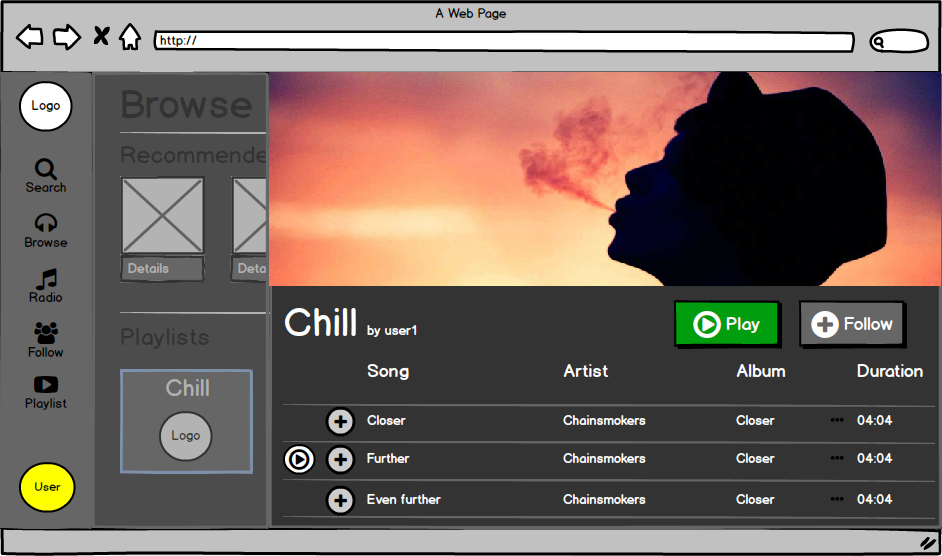 A Web Page
http://
Logo
Search
Browse
Radio
Follow
Playlist
User
Browse
Recommende
Details
Deta
Playlists
Chill
Logo
Chill by user1
Play
Follow
Song Artist Album Duration
Closer Chainsmokers Closer ••• 04:04
Further Chainsmokers Closer ••• 04:04
Even further Chainsmokers Closer ••• 04:04